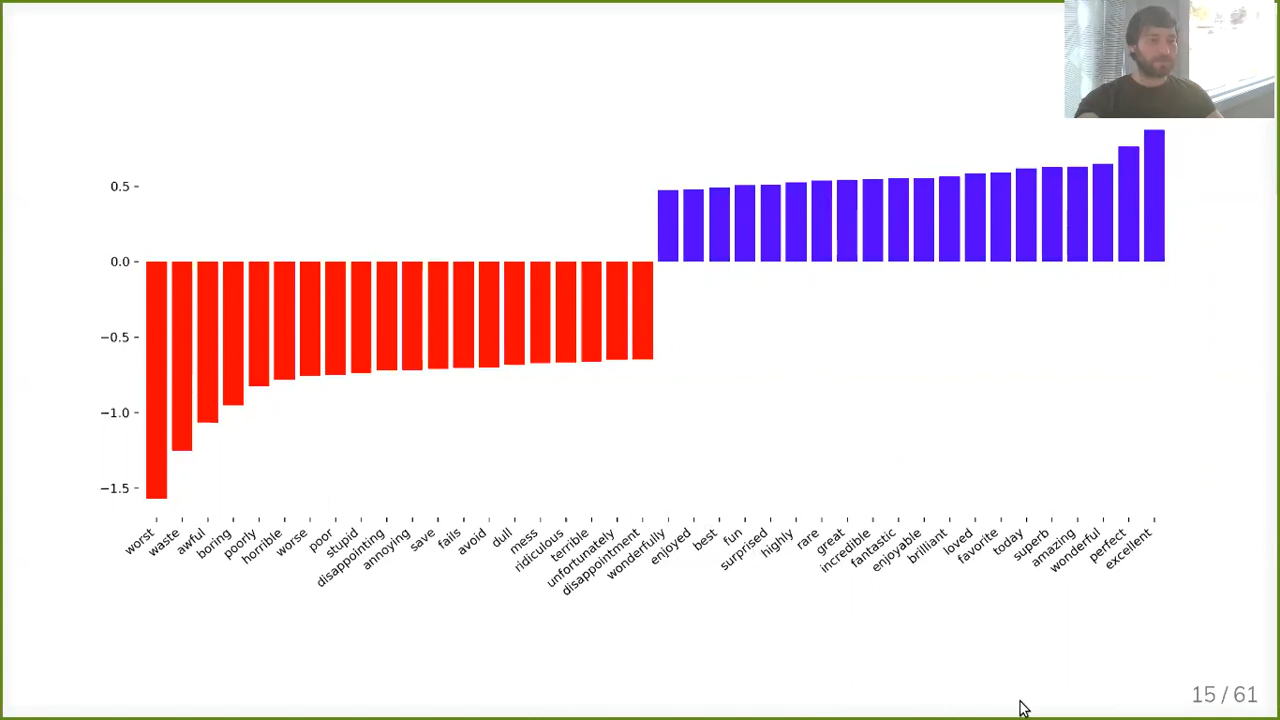 0.5
0.0
−0.5
−1.0
−1.5
worst
waste
awful
boring
poorly
horrible
worse
poor
stupid
disappointing
annoying
save
fails
avoid
dull
mess
ridiculous
terrible
unfortunately
disappointment
wonderfully
enjoyed
best
fun
surprised
highly
rare
great
incredible
fantastic
enjoyable
brilliant
loved
favorite
today
superb
amazing
wonderful
perfect
excellent
15 / 61